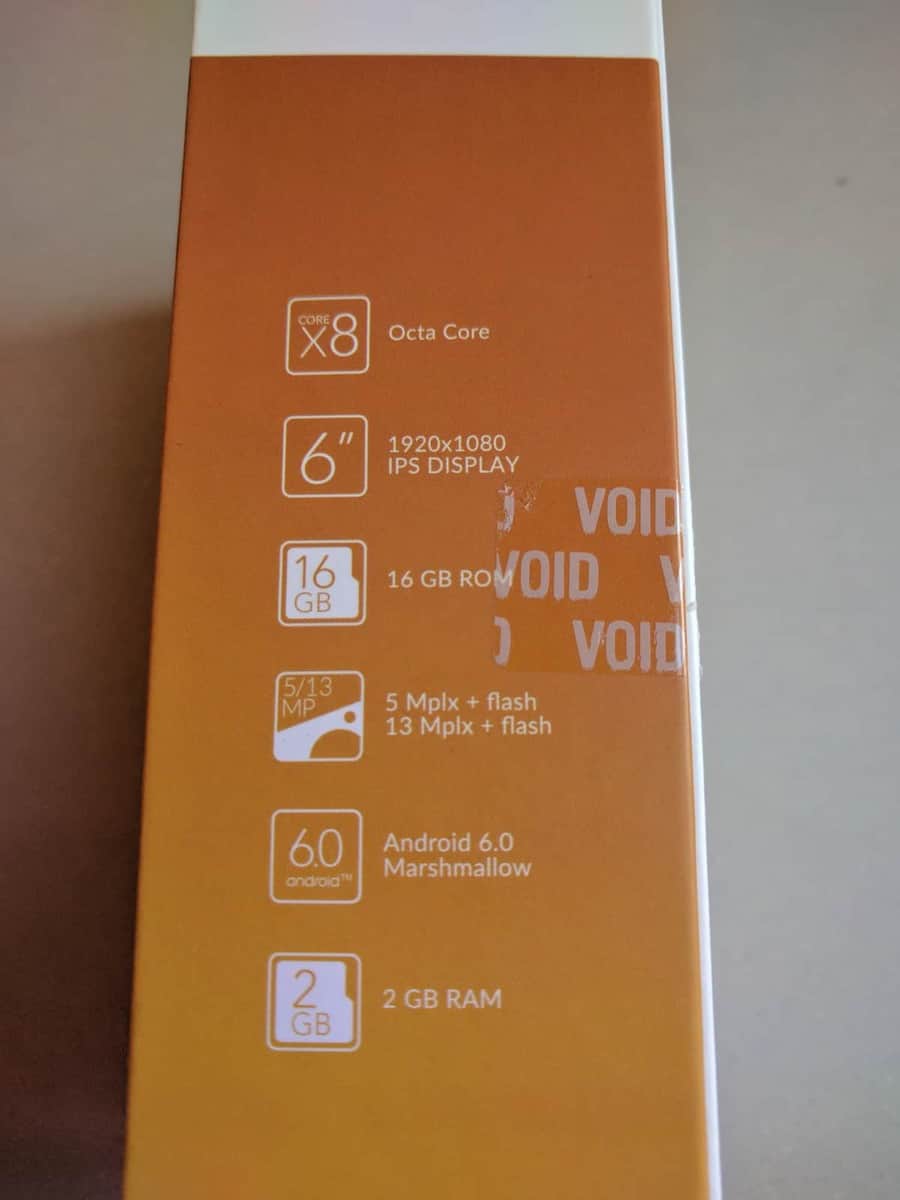 CORE
X8
Octa Core
6”
1920x1080
IPS DISPLAY
VOID
16
GB
16 GB ROM
VOID
VOID
5/13
MP
5 Mplx + flash
13 Mplx + flash
6.0
android™
Android 6.0
Marshmallow
2
GB
2 GB RAM